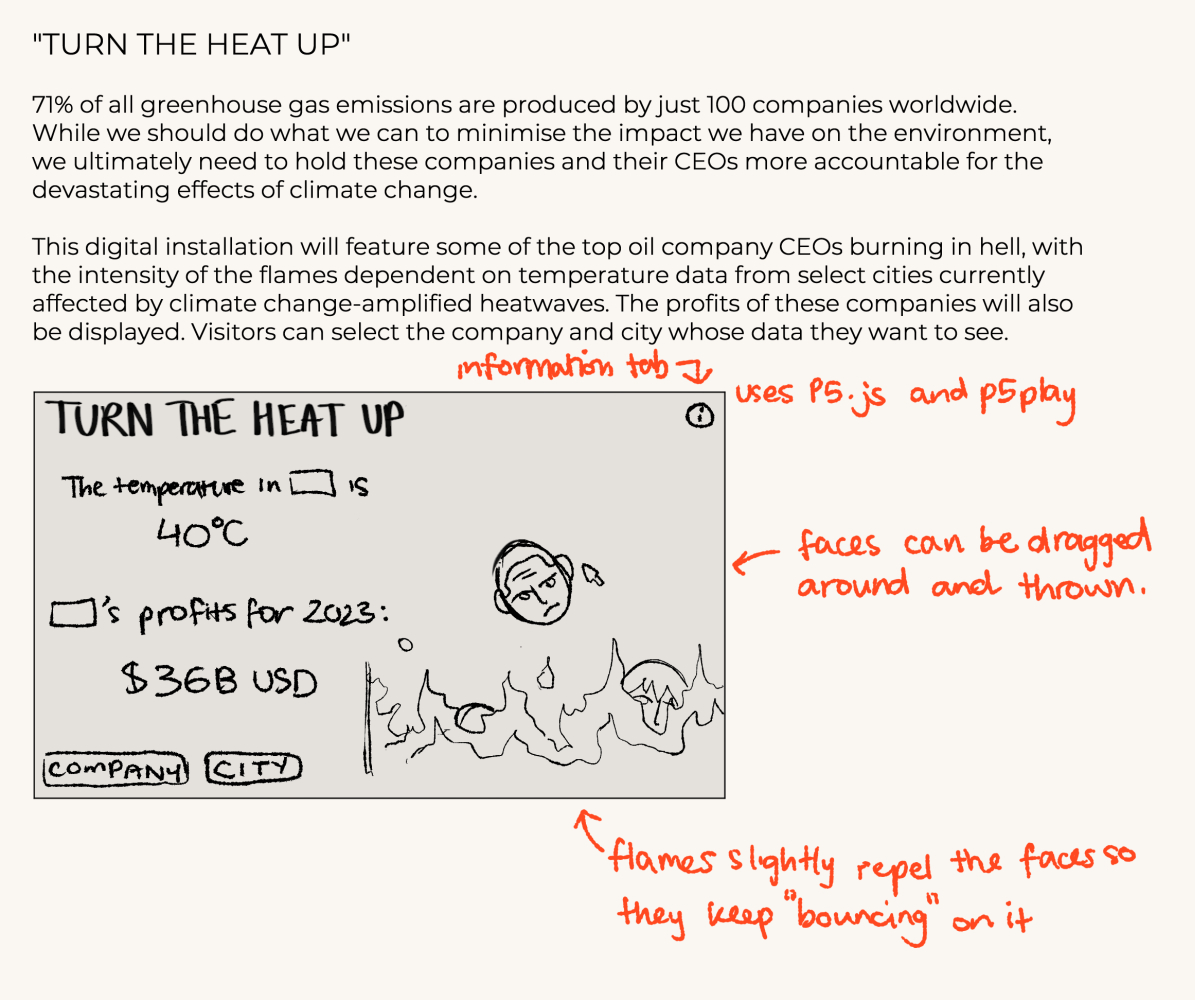 "TURN THE HEAT UP"
71% of all greenhouse gas emissions are produced by just 100 companies worldwide.
While we should do what we can to minimise the impact we have on the environment,
we ultimately need to hold these companies and their CEOs more accountable for the
devastating effects of climate change.
This digital installation will feature some of the top oil company CEOs burning in hell, with
the intensity of the flames dependent on temperature data from select cities currently
affected by climate change-amplified heatwaves. The profits of these companies will also
be displayed. Visitors can select the company and city whose data they want to see.
information tab
uses P5.js and p5play
TURN THE HEAT UP
i
The temperature in is
40°C
faces can be dragged
around and thrown.
's profits for 2023:
$36B USD
COMPANY CITY
flames slightly repel the faces so
they keep "bouncing" on it